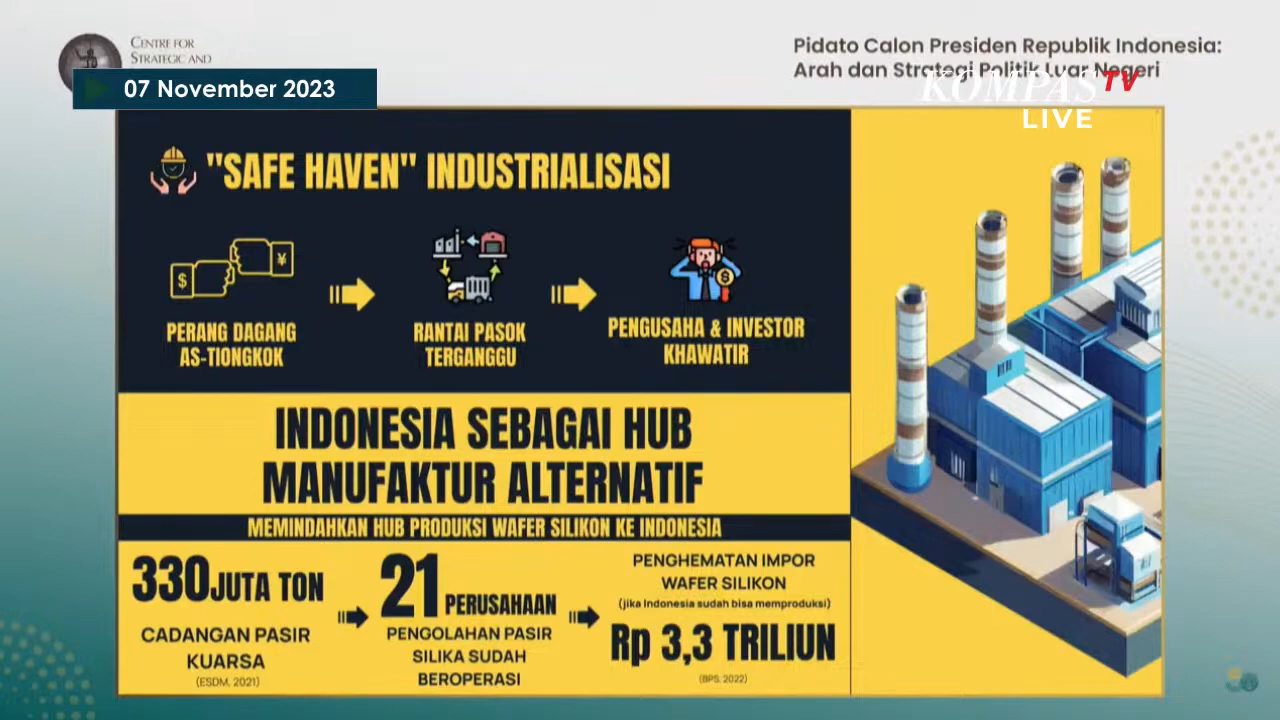 CENTRE FOR
STRATEGIC AND
07 November 2023
Pidato Calon Presiden Republik Indonesia:
Arah dan Strategi Politik Luar Negeri
KOMPAS TV
LIVE
"SAFE HAVEN" INDUSTRIALISASI
$
¥
$
PERANG DAGANG
AS-TIONGKOK
RANTAI PASOK
TERGANGGU
PENGUSAHA & INVESTOR
KHAWATIR
INDONESIA SEBAGAI HUB
MANUFAKTUR ALTERNATIF
MEMINDAHKAN HUB PRODUKSI WAFER SILIKON KE INDONESIA
330 JUTA TON
CADANGAN PASIR
KUARSA
(ESDM, 2021)
21 PERUSAHAAN
PENGOLAHAN PASIR
SILIKA SUDAH
BEROPERASI
PENGHEMATAN IMPOR
WAFER SILIKON
(jika Indonesia sudah bisa memproduksi)
Rp 3,3 TRILIUN
(BPS, 2022)